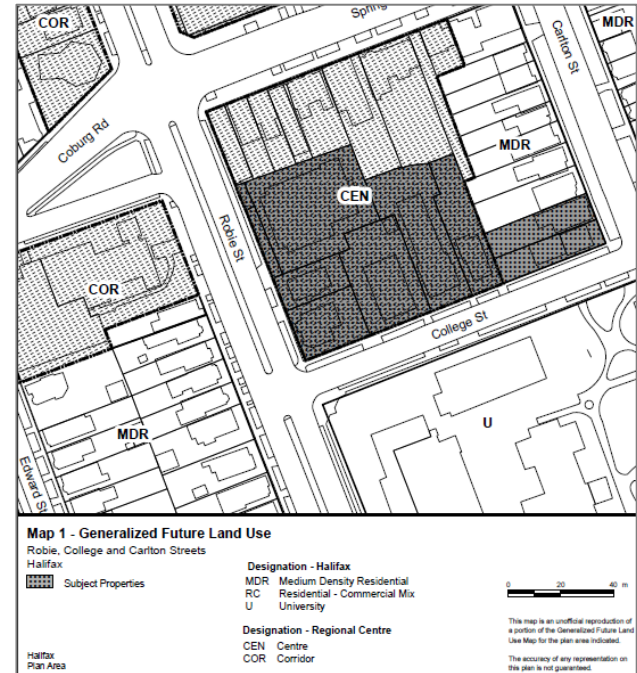 COR
Spring
Carlton St
MDR
Coburg Rd
MDR
Robie St
CEN
COR
College St
MDR
U
Edward St
Map 1 - Generalized Future Land Use
Robie, College and Carlton Streets
Halifax
Subject Properties
Designation - Halifax
MDR Medium Density Residential
RC Residential - Commercial Mix
U University
Designation - Regional Centre
CEN Centre
COR Corridor
Halifax
Plan Area
0 20 40 m
This map is an unofficial reproduction of
a portion of the Generalized Future Land
Use Map for the plan area indicated.
The accuracy of any representation on
this plan is not guaranteed.